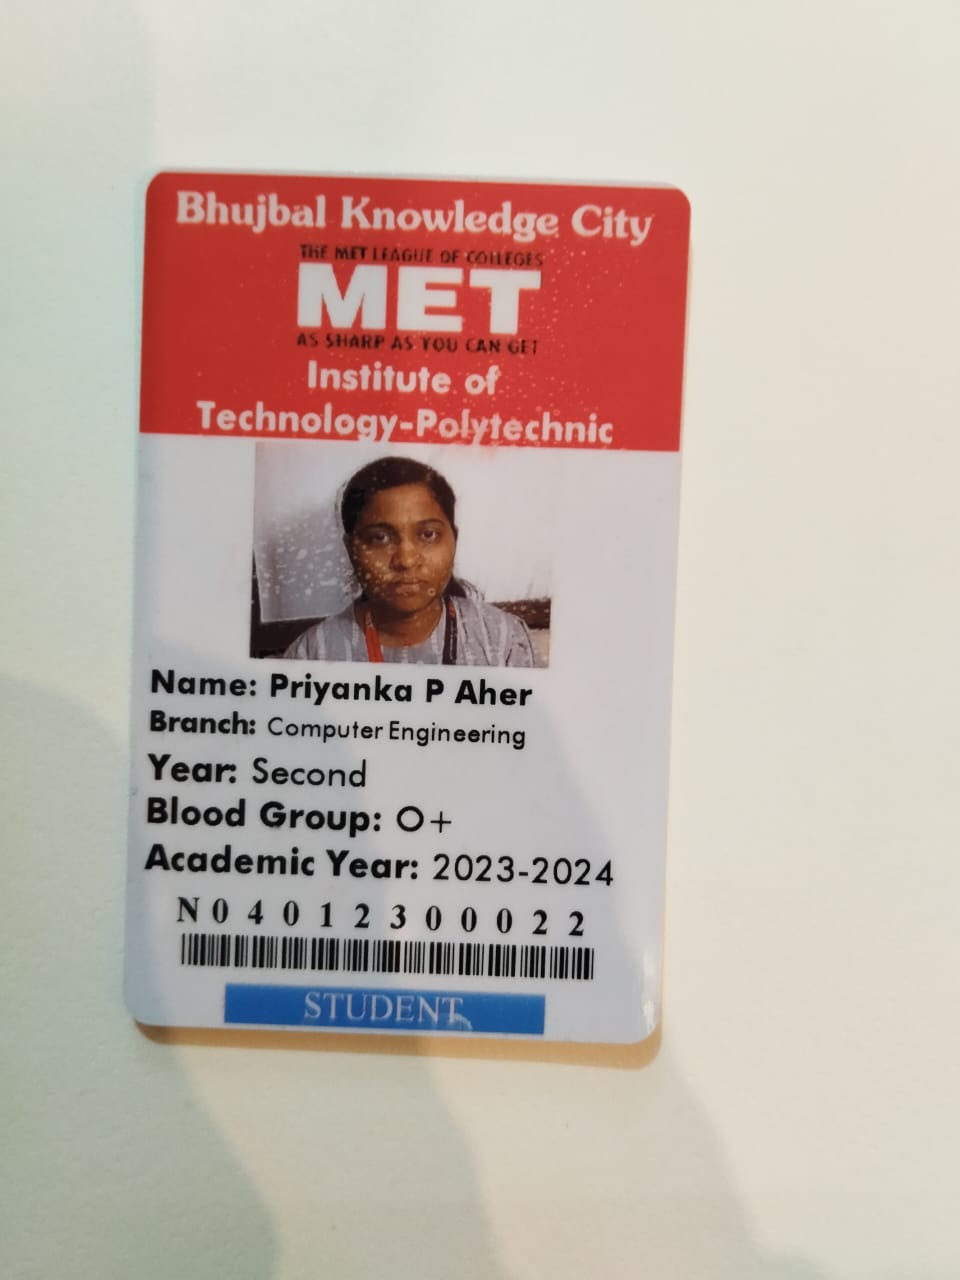 Bhujbal Knowledge City
THE MET LEAGUE OF COLLEGES
MET
AS SHARP AS YOU CAN GET
Institute of
Technology-Polytechnic
Name: Priyanka P Aher
Branch: Computer Engineering
Year: Second
Blood Group: O+
Academic Year: 2023-2024
N04012300022
STUDENT